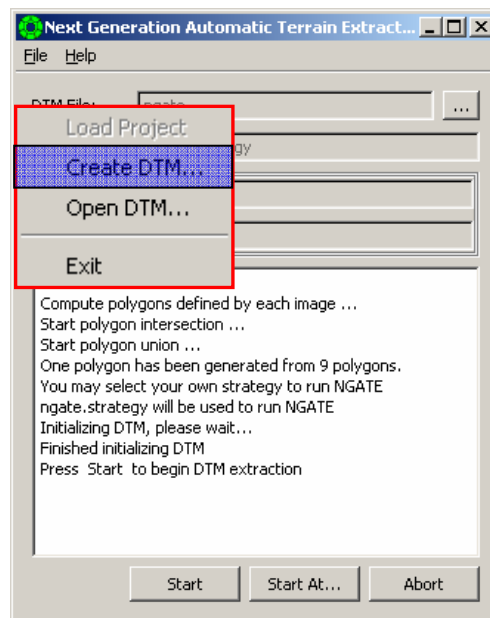 Next Generation Automatic Terrain Extract...
File Help
DTM File: ngate
...
Load Project
gy
Create DTM...
Open DTM...
Exit
Compute polygons defined by each image ...
Start polygon intersection ...
Start polygon union ...
One polygon has been generated from 9 polygons.
You may select your own strategy to run NGATE
ngate.strategy will be used to run NGATE
Initializing DTM, please wait...
Finished initializing DTM
Press Start to begin DTM extraction
Start Start At... Abort